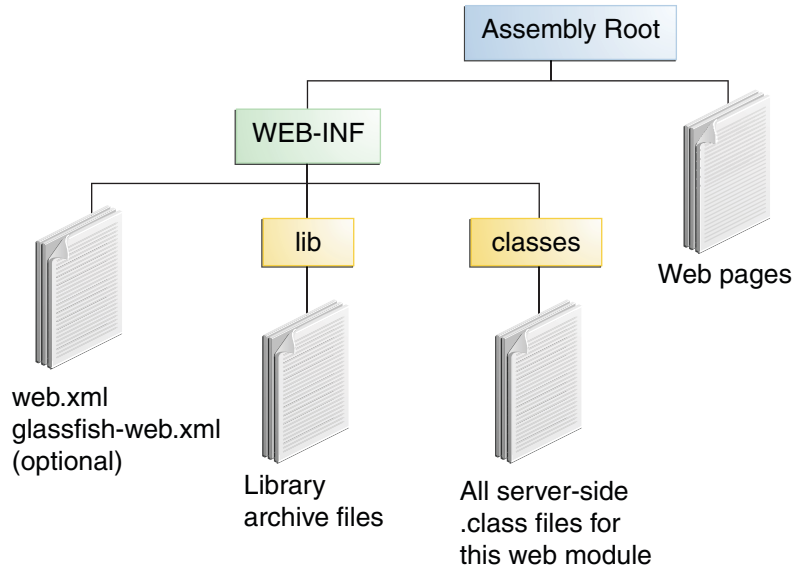 Assembly Root
WEB-INF
lib
classes
Web pages
web.xml
glassfish-web.xml
(optional)
Library
archive files
All server-side
.class files for
this web module